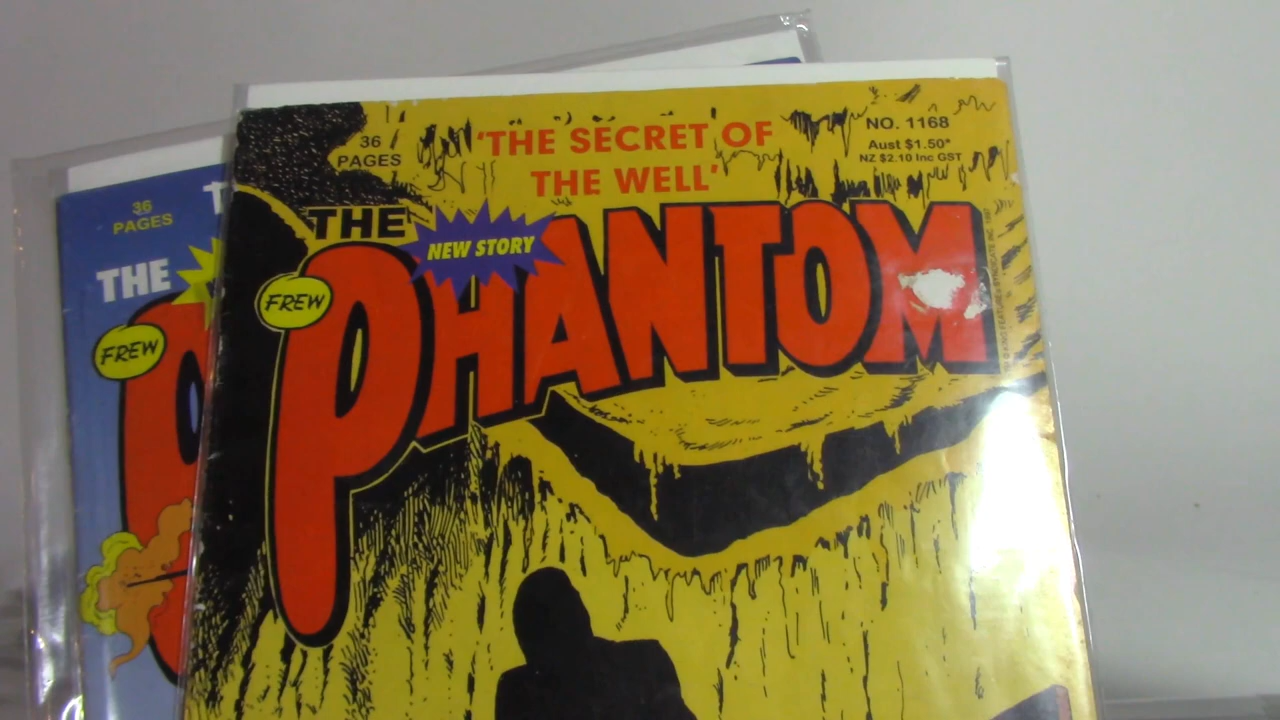 36
PAGES
'THE SECRET OF
THE WELL'
NO. 1168
Aust $1.50*
NZ $2.10 Inc GST
THE
NEW STORY
FREW
PHANTOM
36
PAGES
THE
FREW